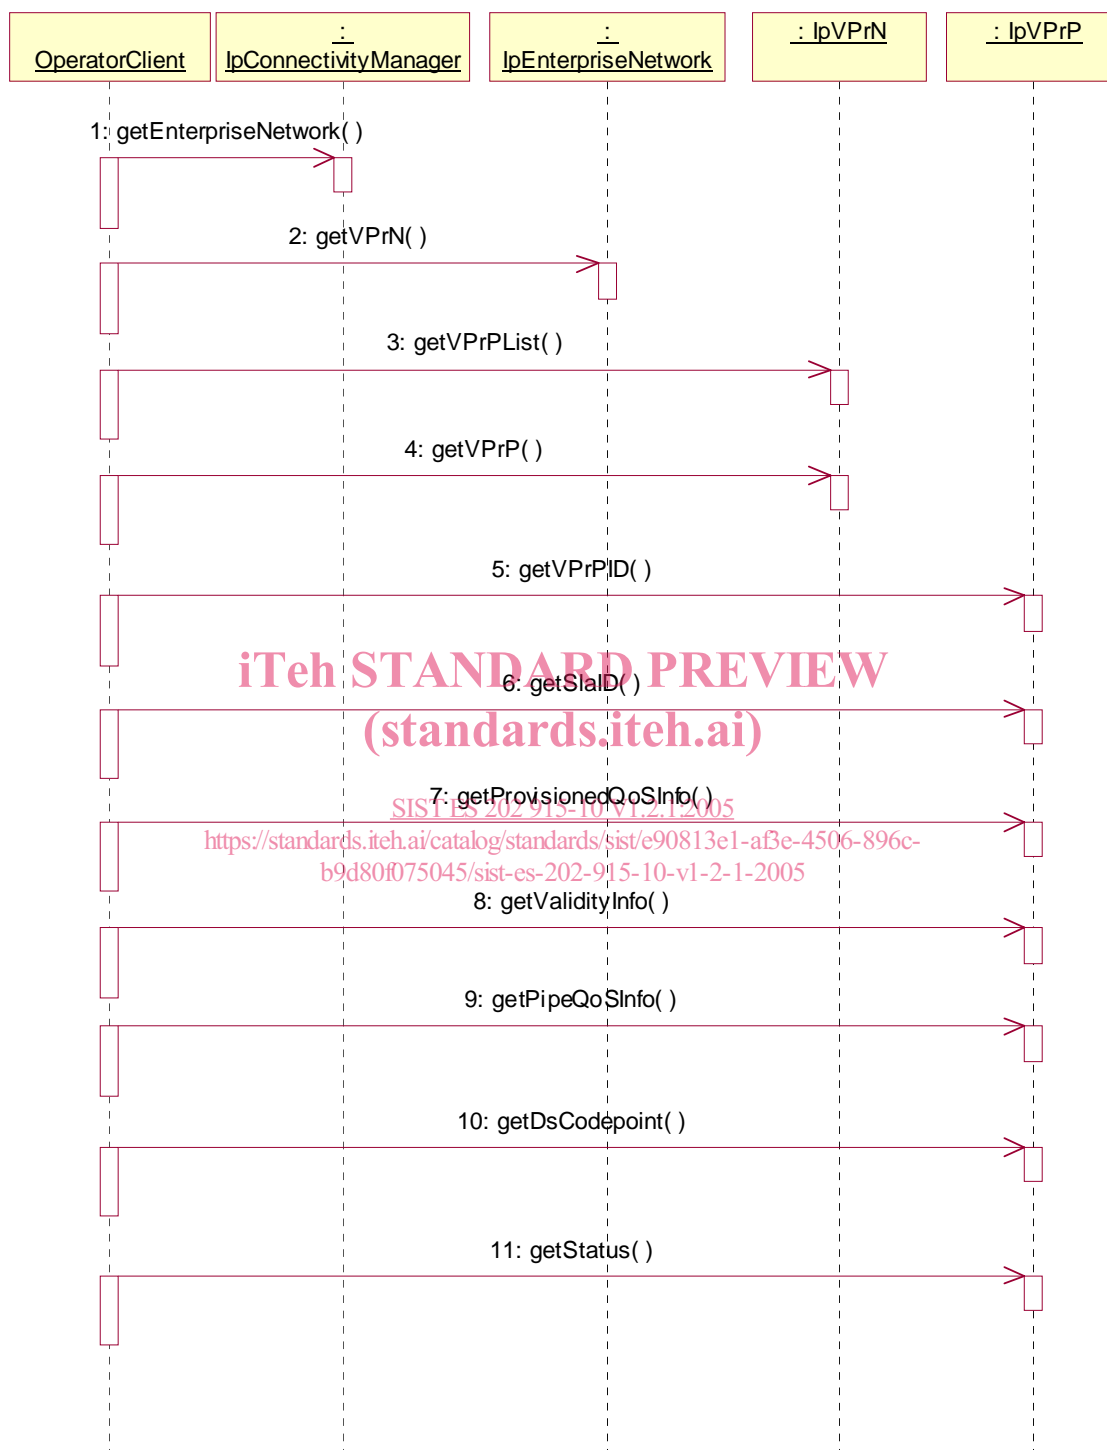 OperatorClient
:
IpConnectivityManager
:
IpEnterpriseNetwork
: IpVPrN
: IpVPrP
1: getEnterpriseNetwork( )
2: getVPrN( )
3: getVPrPList( )
4: getVPrP( )
5: getVPrPID( )
iTeh STANDARD PREVIEW
6: getSlaID( )
(standards.iteh.ai)
7: getProvisionedQoSInfo( )
SIST ES 202 915-10 V1.2.1:2005
https://standards.iteh.ai/catalog/standards/sist/e90813e1-af3e-4506-896c-
b9d80f075045/sist-es-202-915-10-v1-2-1-2005
8: getValidityInfo( )
9: getPipeQoSInfo( )
10: getDsCodepoint( )
11: getStatus( )